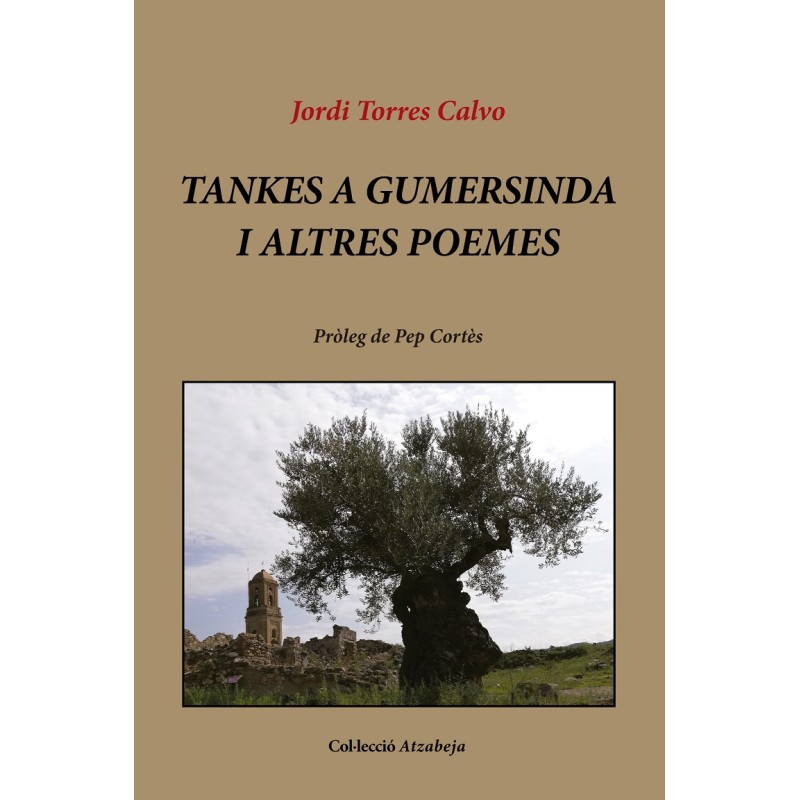 Jordi Torres Calvo
TANKES A GUMERSINDA
I ALTRES POEMES
Pròleg de Pep Cortès
Col·lecció Atzabeja